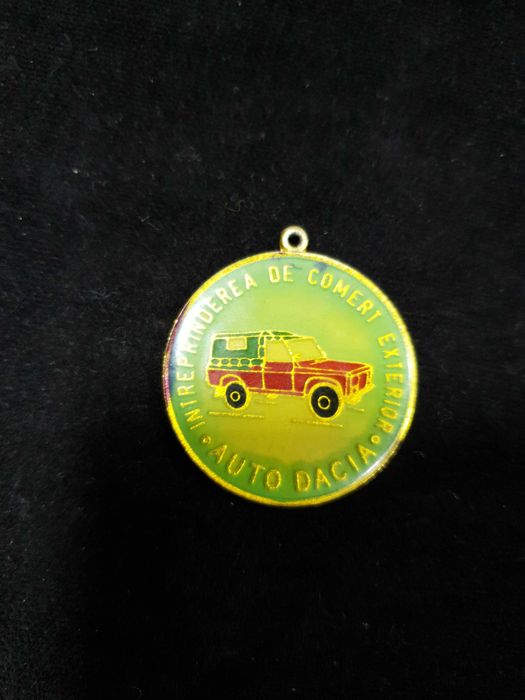 INTREPRINDEREA DE COMERT EXTERIOR
AUTO DACIA